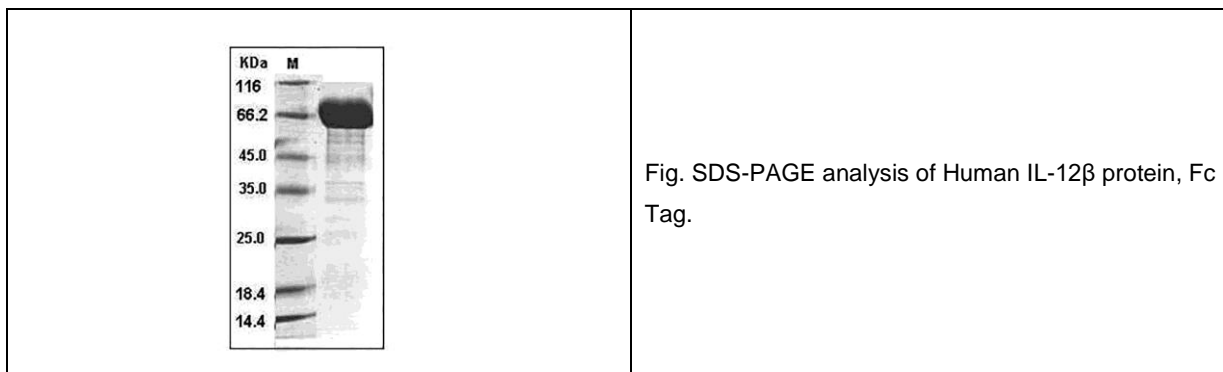 KDa M
116
66.2
45.0
35.0
25.0
18.4
14.4
Fig. SDS-PAGE analysis of Human IL-12β protein, Fc
Tag.